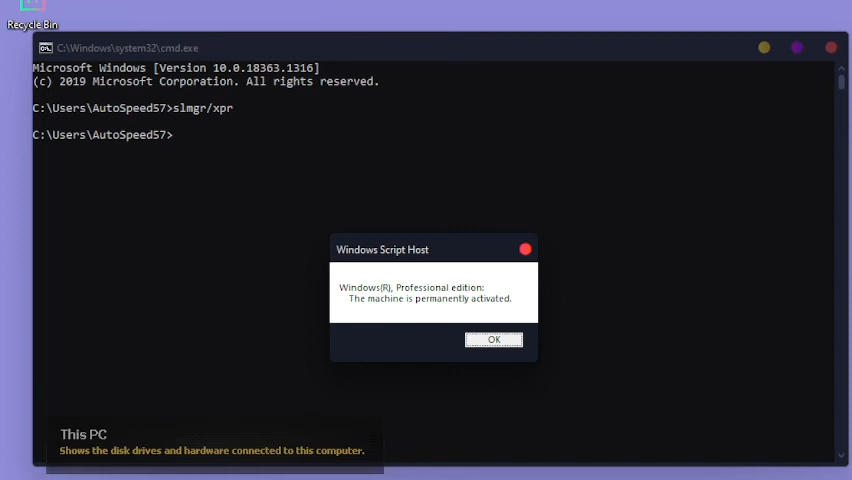 Recycle Bin
C:\Windows\system32\cmd.exe
Microsoft Windows [Version 10.0.18363.1316]
(c) 2019 Microsoft Corporation. All rights reserved.
C:\Users\AutoSpeed57>slmgr/xpr
C:\Users\AutoSpeed57>
Windows Script Host
Windows(R), Professional edition:
The machine is permanently activated.
OK
This PC
Shows the disk drives and hardware connected to this computer.